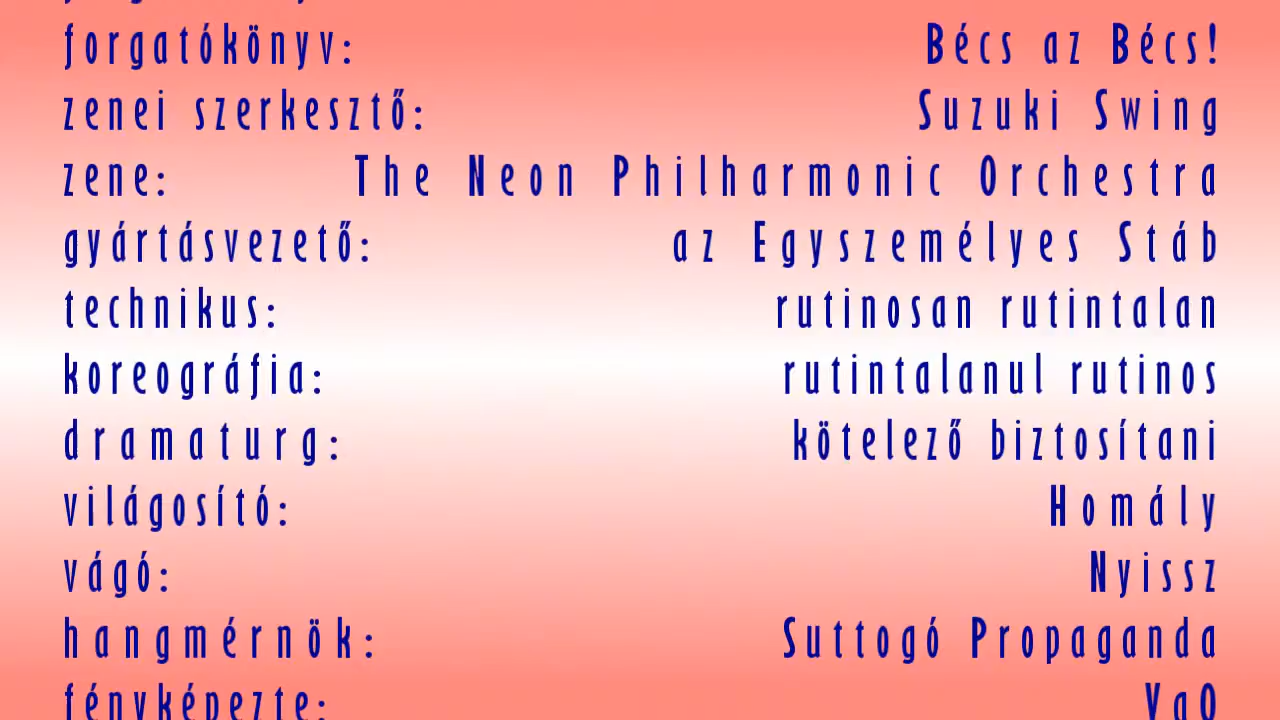 forgatókönyv: Bécs az Bécs!
zenei szerkesztő: Suzuki Swing
zene: The Neon Philharmonic Orchestra
gyártásvezető: az Egyszemélyes Stáb
technikus: rutinosan rutintalan
koreográfia: rutintalanul rutinos
dramaturg: kötelező biztosítani
világosító: Homály
vágó: Nyissz
hangmérnök: Suttogó Propaganda
fényképezte: